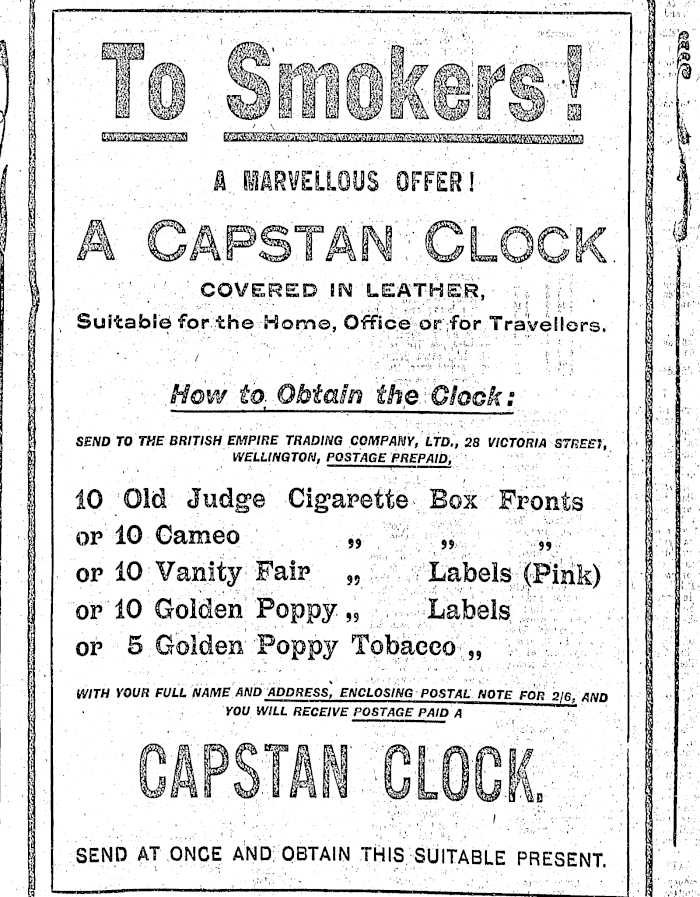 To Smokers!
A MARVELLOUS OFFER!
A CAPSTAN CLOCK
COVERED IN LEATHER,
Suitable for the Home, Office or for Travellers.
How to Obtain the Clock:
SEND TO THE BRITISH EMPIRE TRADING COMPANY, LTD., 28 VICTORIA STREET,
WELLINGTON, POSTAGE PREPAID,
10 Old Judge Cigarette Box Fronts
or 10 Cameo „ „ „
or 10 Vanity Fair „ Labels (Pink)
or 10 Golden Poppy „ Labels
or 5 Golden Poppy Tobacco „
WITH YOUR FULL NAME AND ADDRESS, ENCLOSING POSTAL NOTE FOR 2/6, AND
YOU WILL RECEIVE POSTAGE PAID A
CAPSTAN CLOCK.
SEND AT ONCE AND OBTAIN THIS SUITABLE PRESENT.